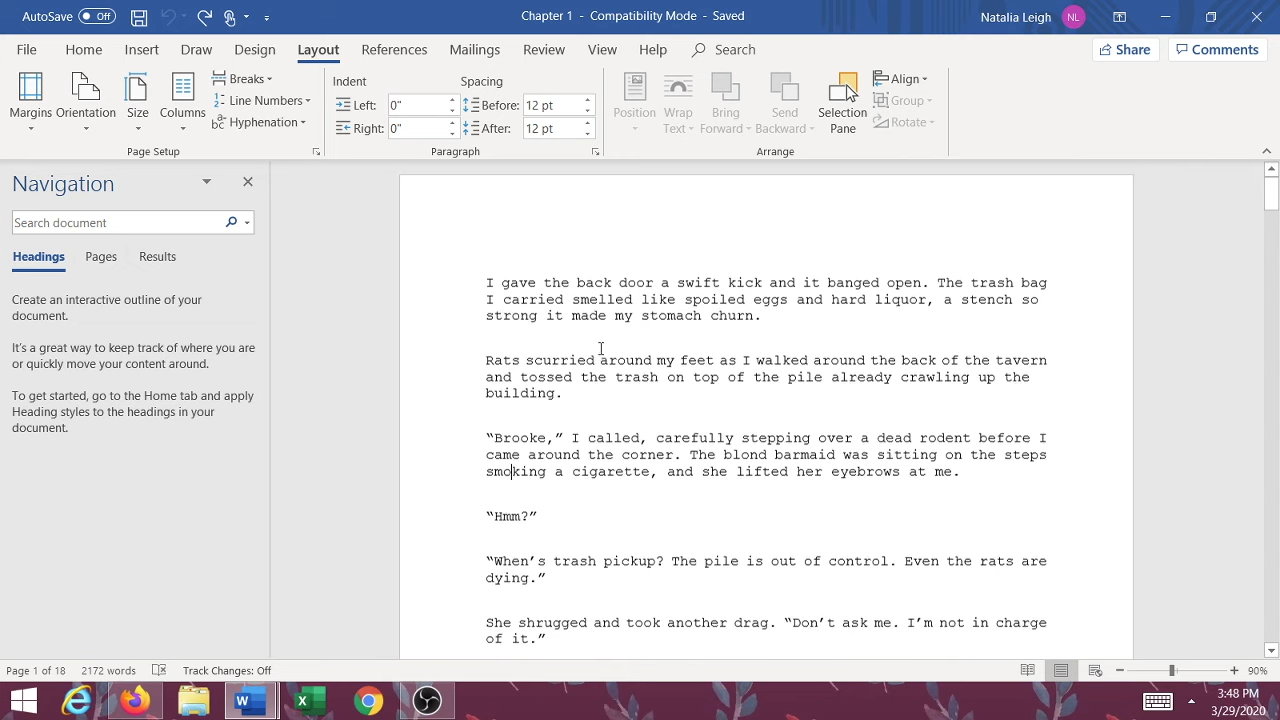 AutoSave Off Chapter 1 - Compatibility Mode - Saved Natalia Leigh NL
File Home Insert Draw Design Layout References Mailings Review View Help Search Share Comments
Margins Orientation Size Columns
Breaks
Line Numbers
Hyphenation
Page Setup
Indent Spacing
Left: 0" Before: 12 pt
Right: 0" After: 12 pt
Paragraph
Position Wrap Text Bring Forward Send Backward Selection Pane
Align
Group
Rotate
Arrange
Navigation
Search document
Headings Pages Results
Create an interactive outline of your
document.
It's a great way to keep track of where you are
or quickly move your content around.
To get started, go to the Home tab and apply
Heading styles to the headings in your
document.
I gave the back door a swift kick and it banged open. The trash bag
I carried smelled like spoiled eggs and hard liquor, a stench so
strong it made my stomach churn.
Rats scurried around my feet as I walked around the back of the tavern
and tossed the trash on top of the pile already crawling up the
building.
“Brooke,” I called, carefully stepping over a dead rodent before I
came around the corner. The blond barmaid was sitting on the steps
smoking a cigarette, and she lifted her eyebrows at me.
“Hmm?”
“When’s trash pickup? The pile is out of control. Even the rats are
dying.”
She shrugged and took another drag. “Don’t ask me. I’m not in charge
of it.”
Page 1 of 18 2172 words Track Changes: Off 90%
3:48 PM
3/29/2020